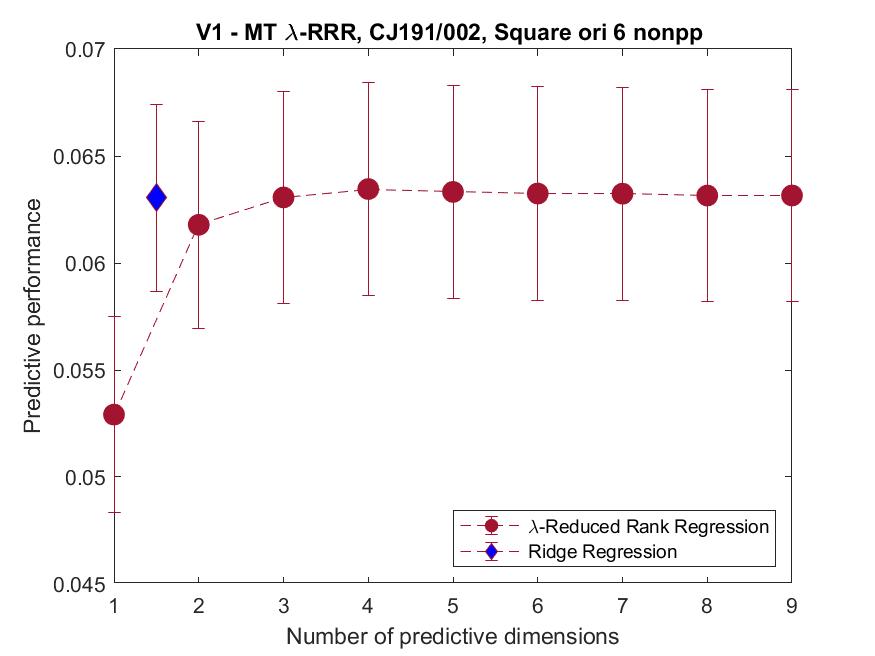 V1 - MT λ-RRR, CJ191/002, Square ori 6 nonpp
0.07
0.065
0.06
0.055
0.05
0.045
Predictive performance
1 2 3 4 5 6 7 8 9
Number of predictive dimensions
λ-Reduced Rank Regression
Ridge Regression